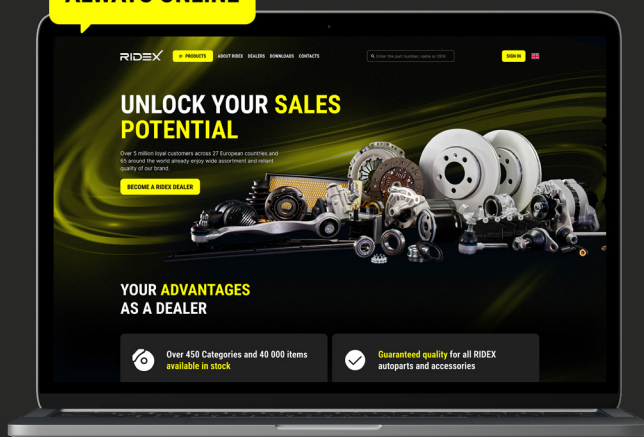 ALWAYS ONLINE
RIDEX
PRODUCTS
ABOUT RIDEX
DEALERS
DOWNLOADS
CONTACTS
Enter the part number, name or OEN
SIGN IN
UNLOCK YOUR SALES
POTENTIAL
Over 5 million loyal customers across 27 European countries and
65 around the world already enjoy wide assortment and reliant
quality of our brand.
BECOME A RIDEX DEALER
YOUR ADVANTAGES
AS A DEALER
Over 450 Categories and 40 000 items
available in stock
Guaranteed quality for all RIDEX
autoparts and accessories